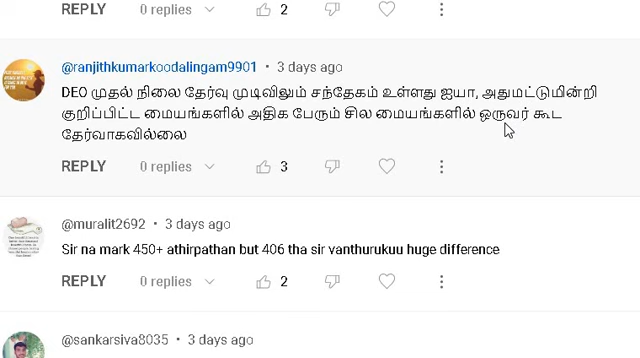 REPLY 0 replies 2
@ranjithkumarkoodalingam9901 • 3 days ago
DEO முதல் நிலை தேர்வு முடிவிலும் சந்தேகம் உள்ளது ஐயா, அதுமட்டுமின்றி
குறிப்பிட்ட மையங்களில் அதிக பேரும் சில மையங்களில் ஒருவர் கூட
தேர்வாகவில்லை
REPLY 0 replies 3
@muralit2692 • 3 days ago
Sir na mark 450+ athirpathan but 406 tha sir vanthurukuu huge difference
REPLY 0 replies 2
@sankarsiva8035 • 3 days ago